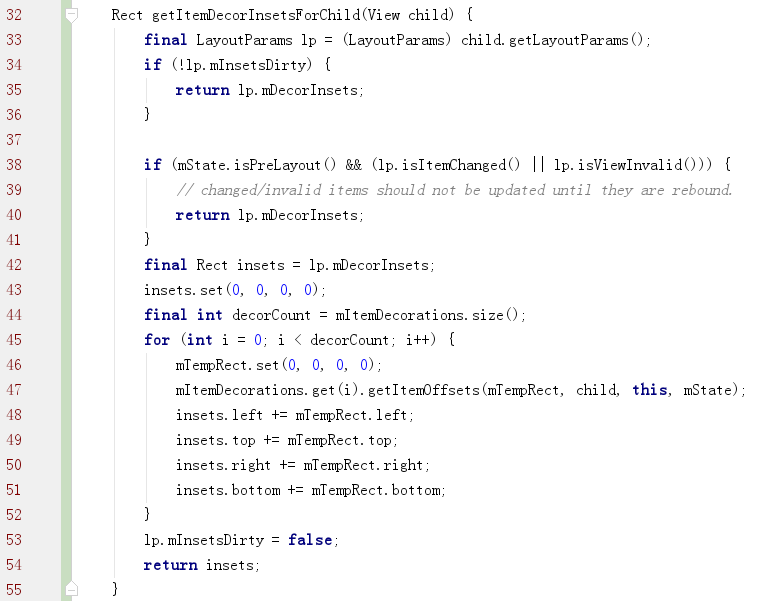 32 Rect getItemDecorInsetsForChild(View child) {
33 final LayoutParams lp = (LayoutParams) child.getLayoutParams();
34 if (!lp.mInsetsDirty) {
35 return lp.mDecorInsets;
36 }
37
38 if (mState.isPreLayout() && (lp.isItemChanged() || lp.isViewInvalid())) {
39 // changed/invalid items should not be updated until they are rebound.
40 return lp.mDecorInsets;
41 }
42 final Rect insets = lp.mDecorInsets;
43 insets.set(0, 0, 0, 0);
44 final int decorCount = mItemDecorations.size();
45 for (int i = 0; i < decorCount; i++) {
46 mTempRect.set(0, 0, 0, 0);
47 mItemDecorations.get(i).getItemOffsets(mTempRect, child, this, mState);
48 insets.left += mTempRect.left;
49 insets.top += mTempRect.top;
50 insets.right += mTempRect.right;
51 insets.bottom += mTempRect.bottom;
52 }
53 lp.mInsetsDirty = false;
54 return insets;
55 }